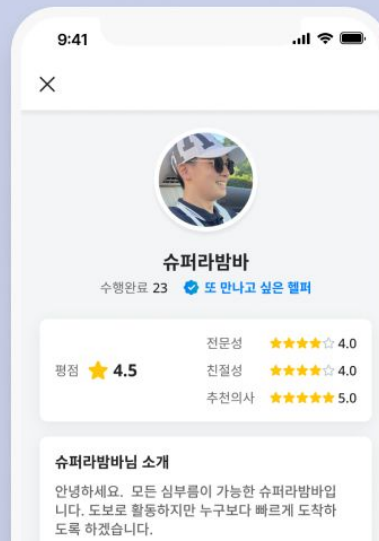 9:41
슈퍼라밤바
수행완료 23 또 만나고 싶은 헬퍼
평점 4.5
전문성 4.0
친절성 4.0
추천의사 5.0
슈퍼라밤바님 소개
안녕하세요. 모든 심부름이 가능한 슈퍼라밤바입
니다. 도보로 활동하지만 누구보다 빠르게 도착하
도록 하겠습니다.